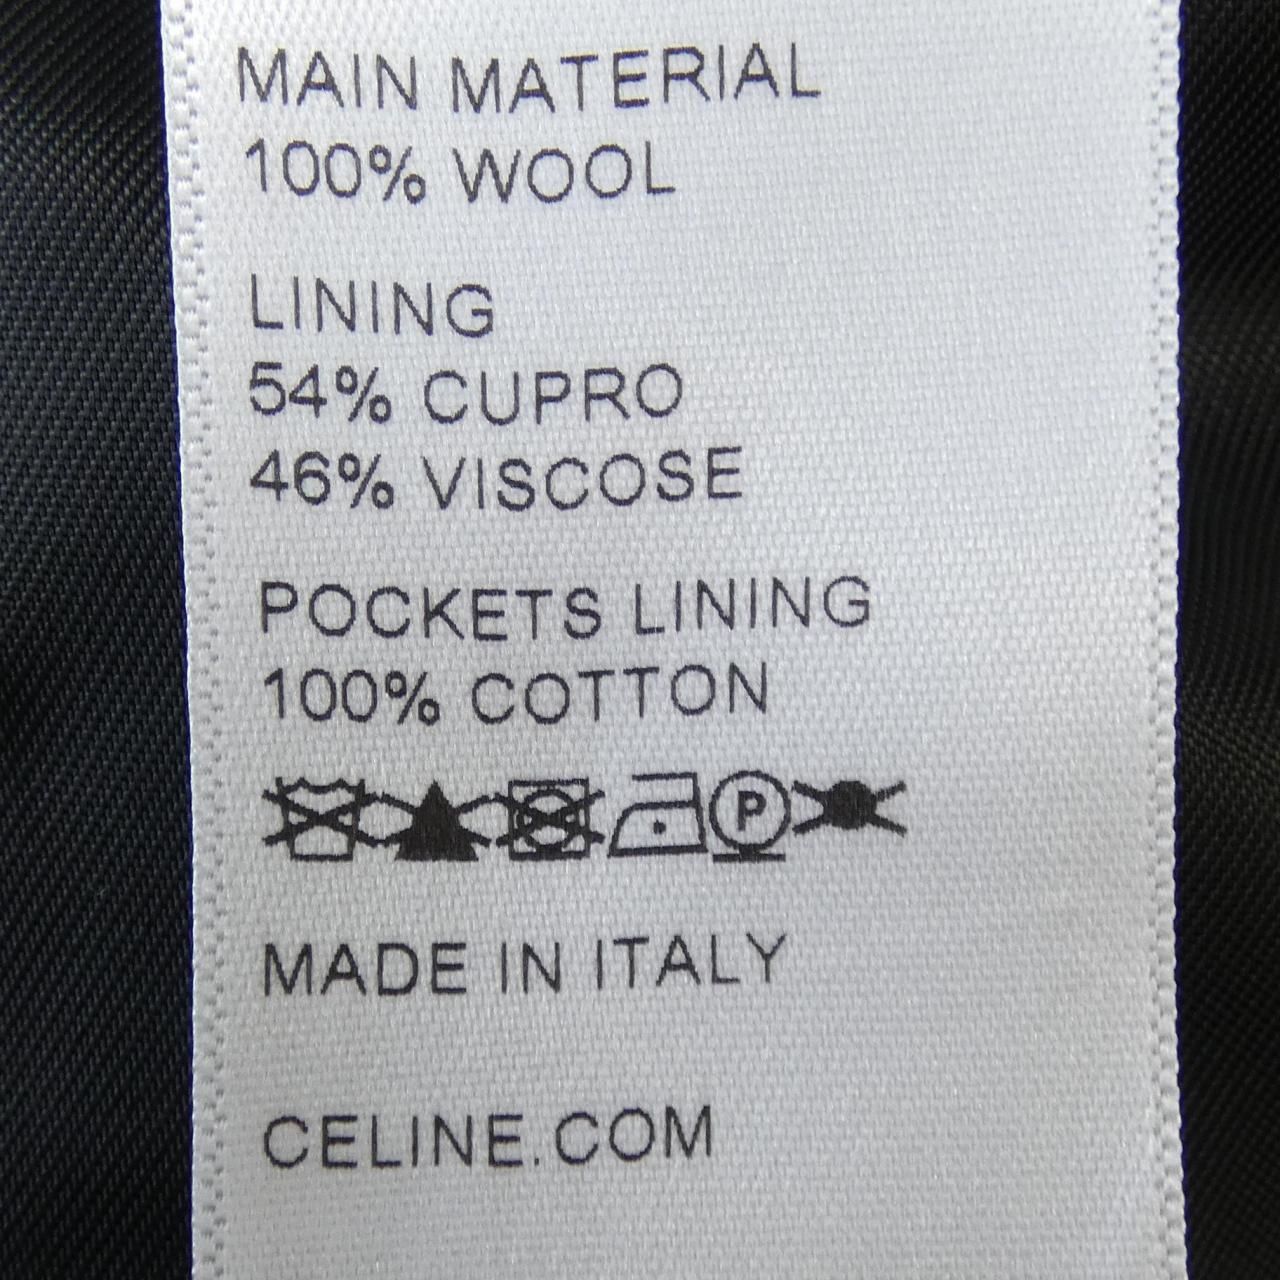 MAIN MATERIAL
100% WOOL
LINING
54% CUPRO
46% VISCOSE
POCKETS LINING
100% COTTON
P
MADE IN ITALY
CELINE.COM